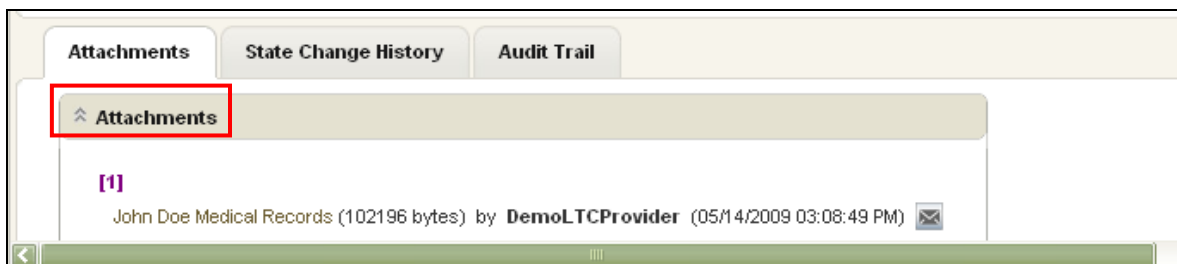 Attachments State Change History Audit Trail
Attachments
[1]
John Doe Medical Records (102196 bytes) by DemoLTCProvider (05/14/2009 03:08:49 PM)